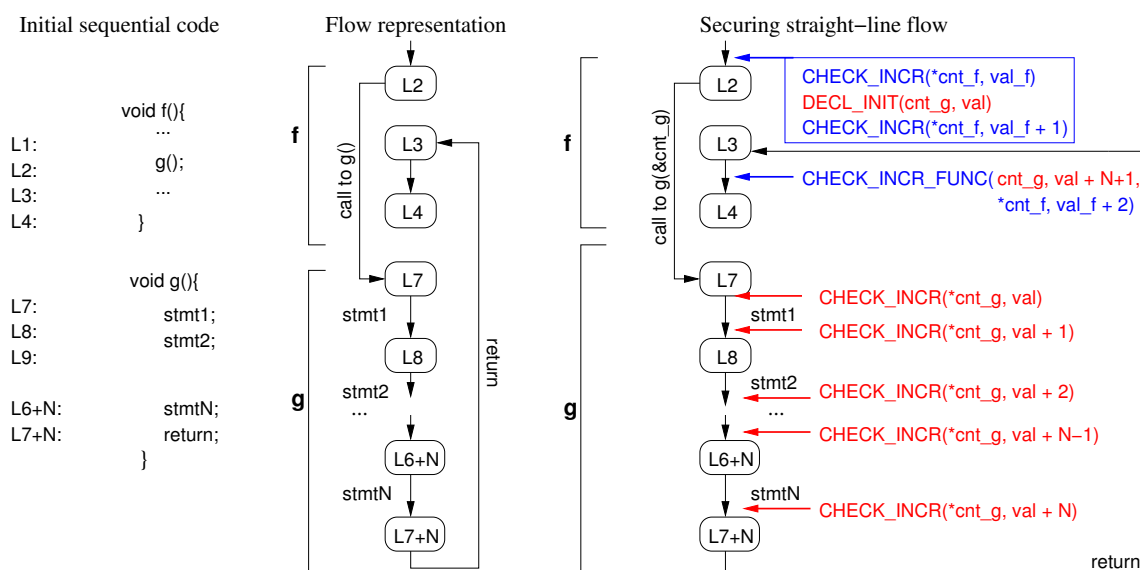 Initial sequential code
void f(){
...
L1:
L2: g();
L3: ...
L4: }
void g(){
L7: stmt1;
L8: stmt2;
L9:
L6+N: stmtN;
L7+N: return;
}
Flow representation
f
L2
call to g()
L3
L4
g
L7
stmt1
L8
stmt2
...
L6+N
stmtN
L7+N
return
Securing straight−line flow
f
L2
CHECK_INCR(*cnt_f, val_f)
DECL_INIT(cnt_g, val)
CHECK_INCR(*cnt_f, val_f + 1)
call to g(&cnt_g)
L3
CHECK_INCR_FUNC( cnt_g, val + N+1,
*cnt_f, val_f + 2)
L4
g
L7
CHECK_INCR(*cnt_g, val)
stmt1
CHECK_INCR(*cnt_g, val + 1)
L8
stmt2
CHECK_INCR(*cnt_g, val + 2)
...
CHECK_INCR(*cnt_g, val + N−1)
L6+N
stmtN
CHECK_INCR(*cnt_g, val + N)
L7+N
return